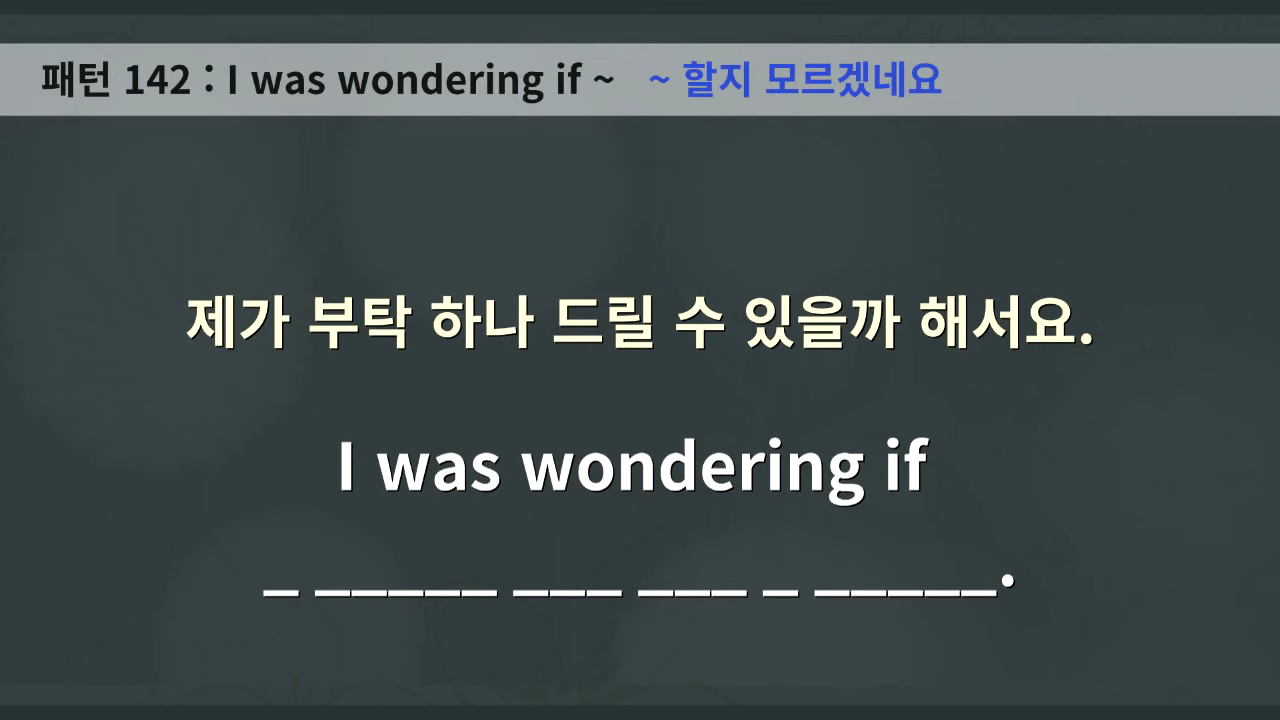 패턴 142 : I was wondering if ~ ~ 할지 모르겠네요
제가 부탁 하나 드릴 수 있을까 해서요.
I was wondering if
_ _____ ___ ___ _ _____.